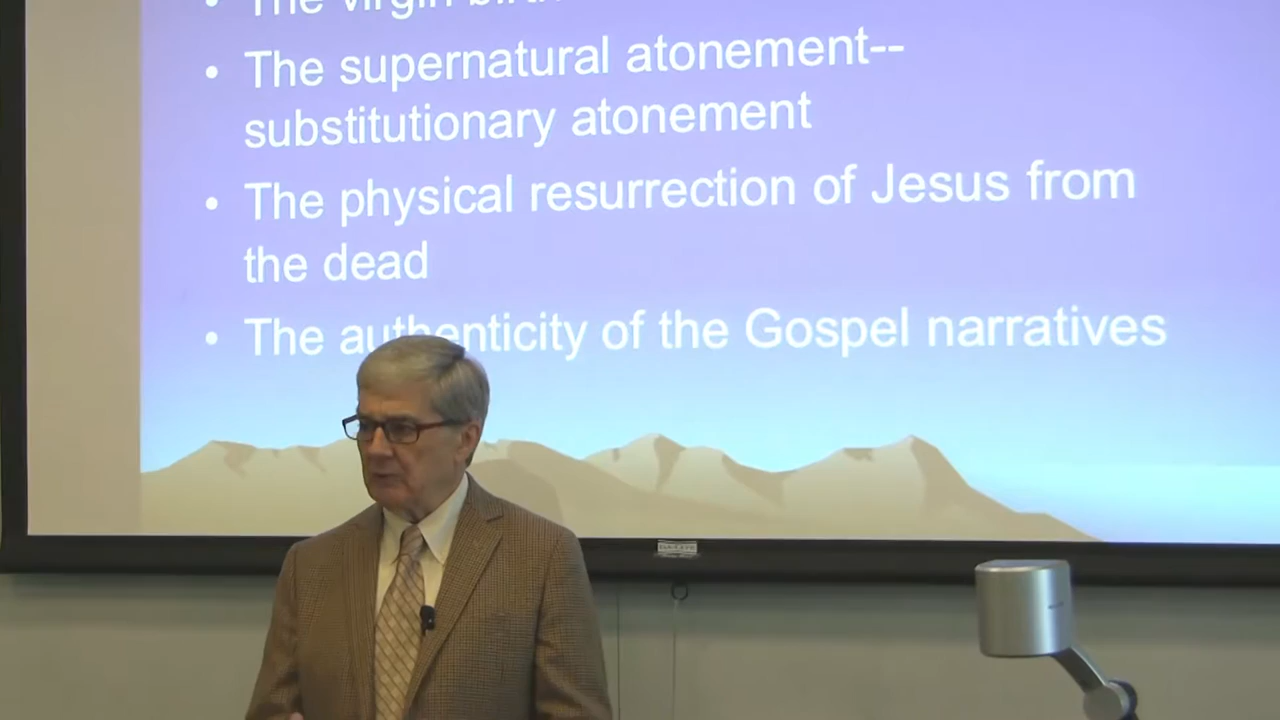 • The virgin birth
• The supernatural atonement--
substitutionary atonement
• The physical resurrection of Jesus from
the dead
• The authenticity of the Gospel narratives